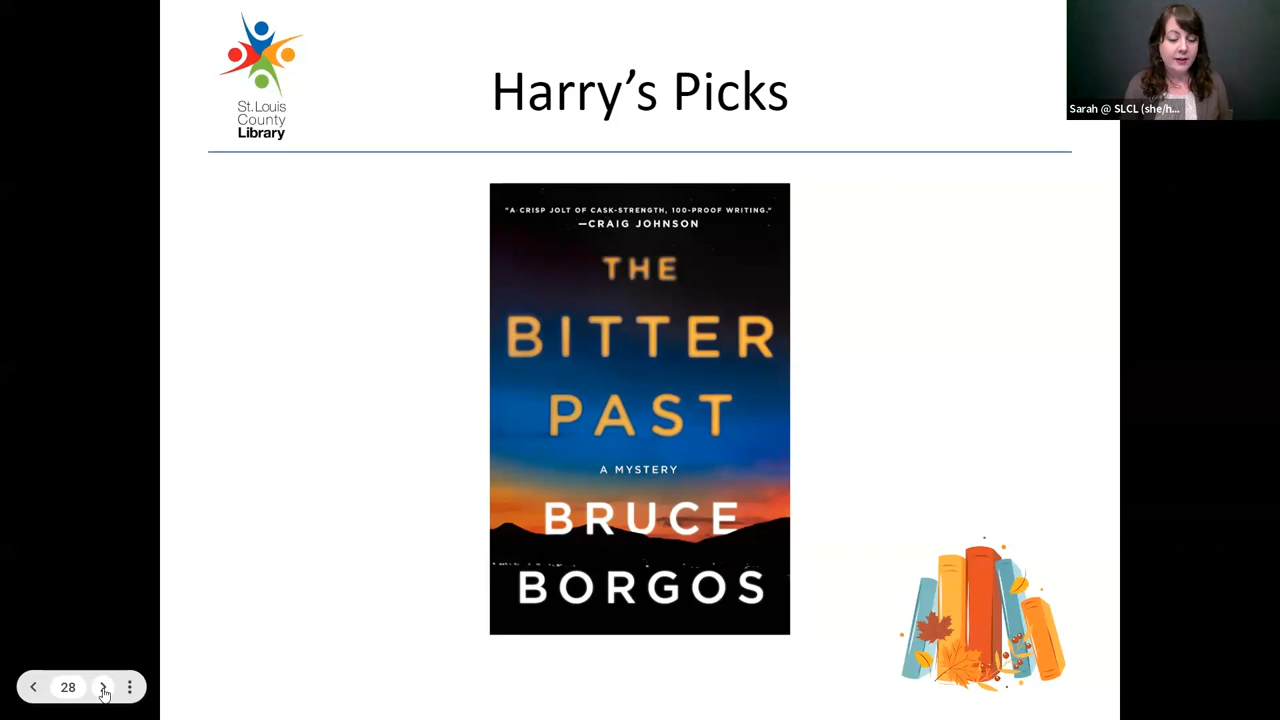 St.Louis
County
Library
Harry's Picks
Sarah @ SLCL (she/h...
"A CRISP JOLT OF CASK-STRENGTH, 100-PROOF WRITING."
—CRAIG JOHNSON
THE
BITTER
PAST
A MYSTERY
BRUCE
BORGOS
28